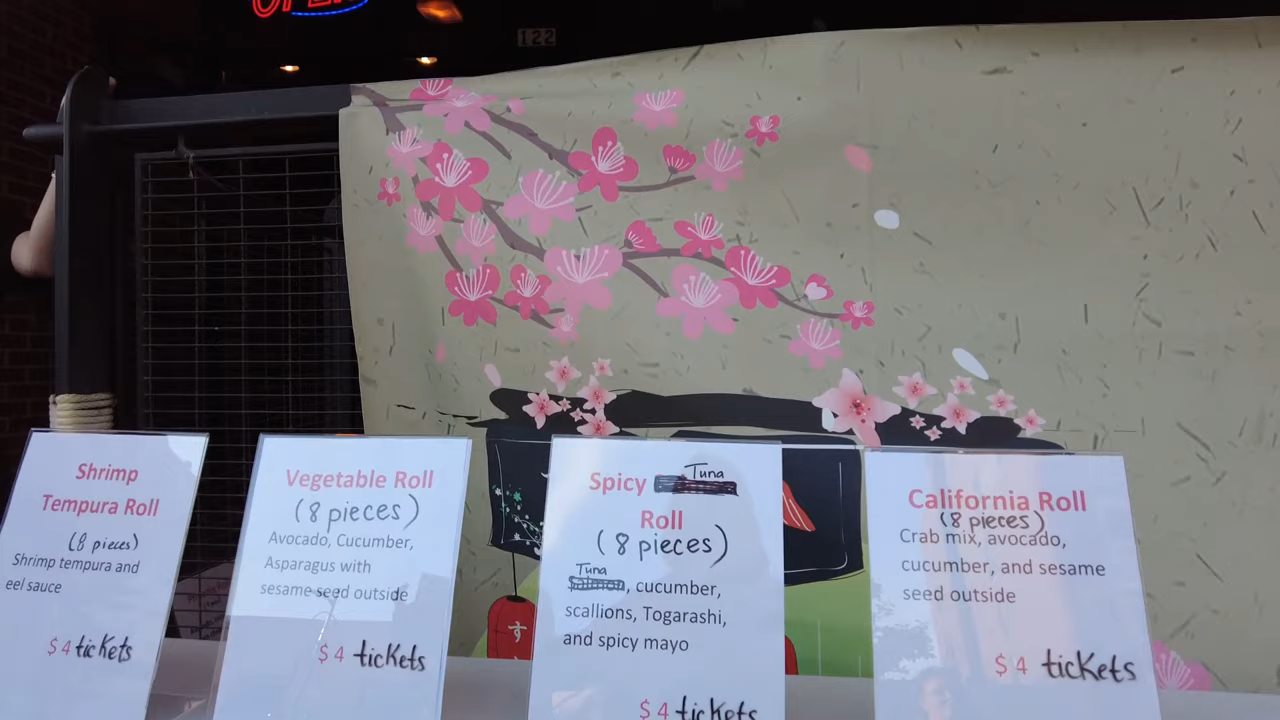 OPEN
122
Shrimp
Tempura Roll
(8 pieces)
Shrimp tempura and
eel sauce
$4 tickets
Vegetable Roll
(8 pieces)
Avocado, Cucumber,
Asparagus with
sesame seed outside
$4 tickets
Spicy Tuna
Roll
(8 pieces)
Tuna, cucumber,
scallions, Togarashi,
and spicy mayo
$4 tickets
California Roll
(8 pieces)
Crab mix, avocado,
cucumber, and sesame
seed outside
$4 tickets
す